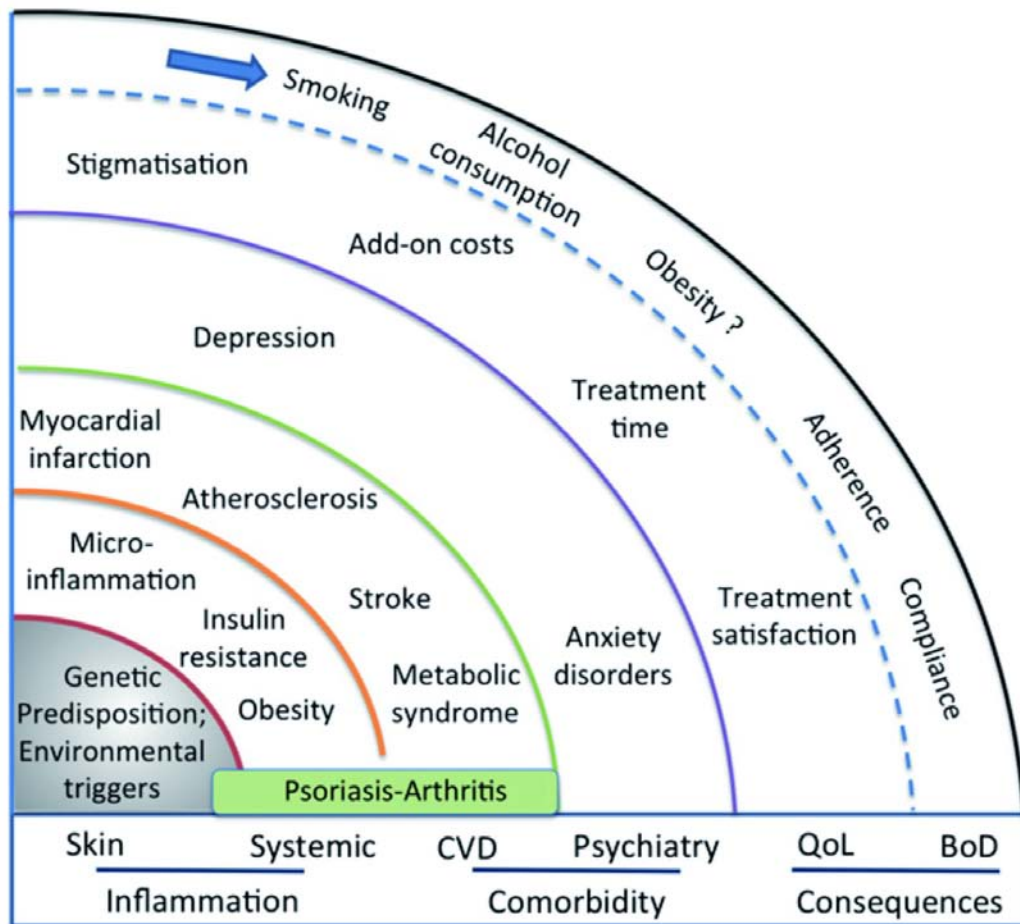 Smoking
Alcohol
consumption
Obesity ?
Adherence
Compliance
Stigmatisation
Add-on costs
Treatment
time
Treatment
satisfaction
Depression
Anxiety
disorders
Myocardial
infarction
Atherosclerosis
Stroke
Metabolic
syndrome
Micro-
inflammation
Insulin
resistance
Obesity
Genetic
Predisposition;
Environmental
triggers
Psoriasis-Arthritis
Skin Systemic CVD Psychiatry QoL BoD
Inflammation Comorbidity Consequences